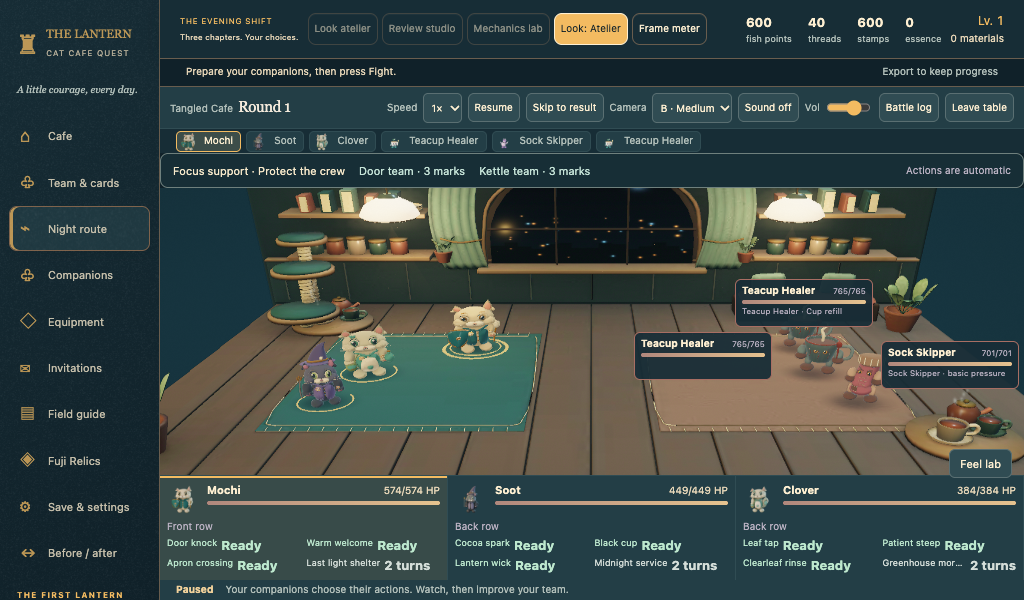 THE LANTERN
CAT CAFE QUEST
A little courage, everyday.
Cafe
Team & cards
Night route
Companions
Equipment
Invitations
Field guide
Fuji Relics
Save & settings
Before / after
THE FIRST LANTERN
THE EVENING SHIFT
Three chapters. Your choices.
Look atelier
Review studio
Mechanics lab
Look: Atelier
Frame meter
600 fish points
40 threads
600 stamps
0 essence
Lv. 1
0 materials
Prepare your companions, then press Fight.
Export to keep progress
Tangled Cafe Round 1
Speed 1x Resume Skip to result Camera B · Medium Sound off Vol Battle log Leave table
Mochi Soot Clover Teacup Healer Sock Skipper Teacup Healer
Focus support · Protect the crew Door team · 3 marks Kettle team · 3 marks
Actions are automatic
Teacup Healer 765/765
Teacup Healer · Cup refill
Teacup Healer 765/765
Sock Skipper 701/701
Sock Skipper · basic pressure
Feel lab
Mochi 574/574 HP
Front row
Door knock Ready Warm welcome Ready
Apron crossing Ready Last light shelter 2 turns
Soot 449/449 HP
Back row
Cocoa spark Ready Black cup Ready
Lantern wick Ready Midnight service 2 turns
Clover 384/384 HP
Back row
Leaf tap Ready Patient steep Ready
Clearleaf rinse Ready Greenhouse mor... 2 turns
Paused Your companions choose their actions. Watch, then improve your team.